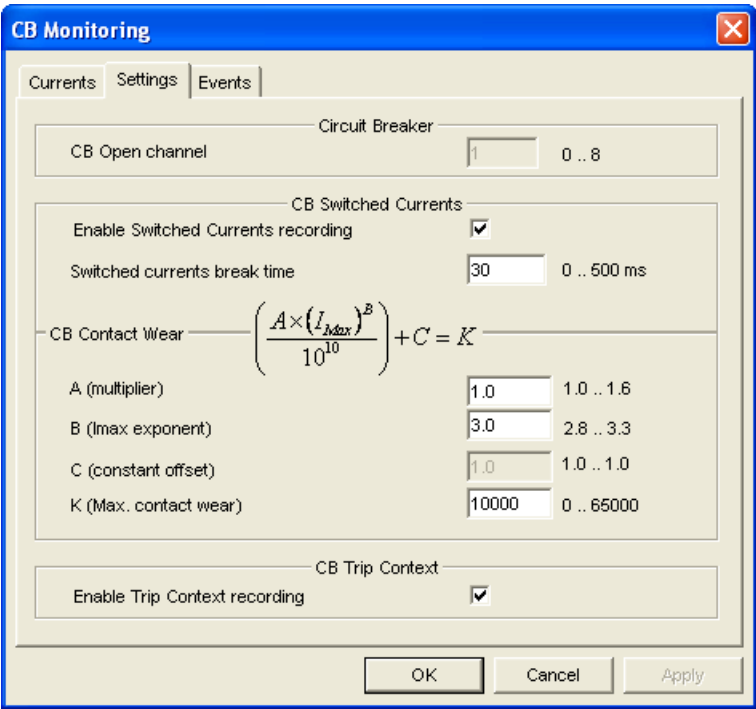 CB Monitoring
Currents Settings Events
Circuit Breaker
CB Open channel 1 0 .. 8
CB Switched Currents
Enable Switched Currents recording
Switched currents break time 30 0 .. 500 ms
CB Contact Wear (A×(I_Max)^B / 10^10) + C = K
A (multiplier) 1.0 1.0 .. 1.6
B (Imax exponent) 3.0 2.8 .. 3.3
C (constant offset) 1.0 1.0 .. 1.0
K (Max. contact wear) 10000 0 .. 65000
CB Trip Context
Enable Trip Context recording
OK Cancel Apply